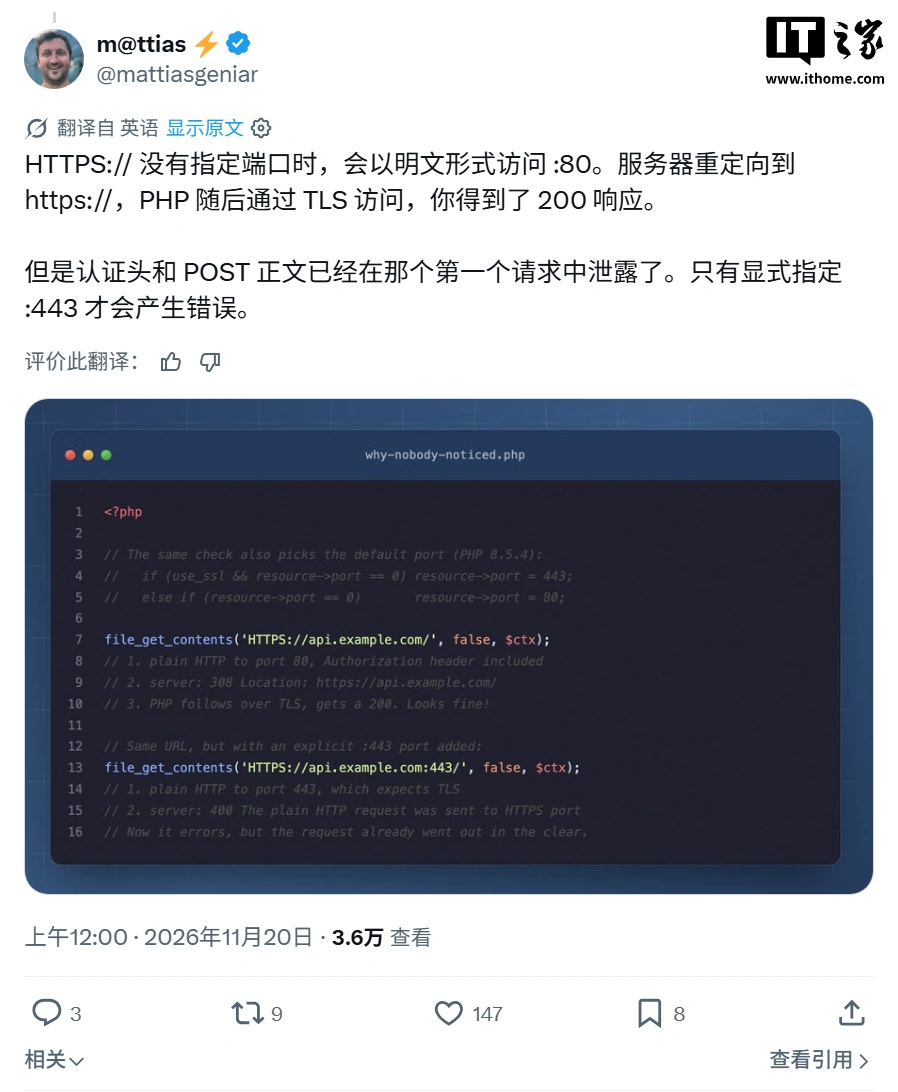 m@ttias
@mattiasgeniar
IT之家
www.ithome.com
翻译自 英语 显示原文
HTTPS:// 没有指定端口时，会以明文形式访问 :80。服务器重定向到
https://，PHP 随后通过 TLS 访问，你得到了 200 响应。
但是认证头和 POST 正文已经在那个第一个请求中泄露了。只有显式指定
:443 才会产生错误。
评价此翻译：
why-nobody-noticed.php
1 <?php
2
3 // The same check also picks the default port (PHP 8.5.4):
4 //   if (use_ssl && resource->port == 0) resource->port = 443;
5 //   else if (resource->port == 0)       resource->port = 80;
6
7 file_get_contents('HTTPS://api.example.com/', false, $ctx);
8 // 1. plain HTTP to port 80, Authorization header included
9 // 2. server: 308 Location: https://api.example.com/
10 // 3. PHP follows over TLS, gets a 200. Looks fine!
11
12 // Same URL, but with an explicit :443 port added:
13 file_get_contents('HTTPS://api.example.com:443/', false, $ctx);
14 // 1. plain HTTP to port 443, which expects TLS
15 // 2. server: 400 The plain HTTP request was sent to HTTPS port
16 // Now it errors, but the request already went out in the clear.
上午12:00 · 2026年11月20日 · 3.6万 查看
3 9 147 8
相关 查看引用